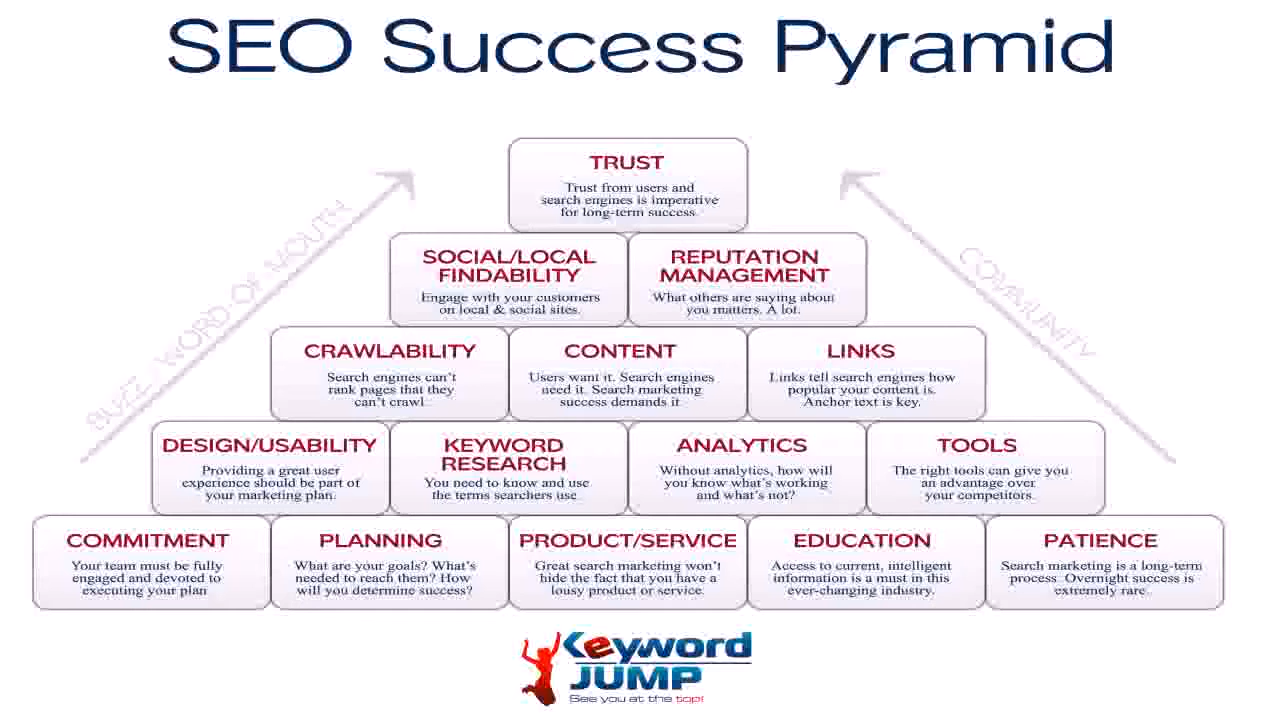 SEO Success Pyramid
TRUST
Trust from users and
search engines is imperative
for long-term success.
BUZZ / WORD OF MOUTH
COMMUNITY
SOCIAL/LOCAL
FINDABILITY
Engage with your customers
on local & social sites.
REPUTATION
MANAGEMENT
What others are saying about
you matters. A lot.
CRAWLABILITY
Search engines can't
rank pages that they
can't crawl
CONTENT
Users want it. Search engines
need it. Search marketing
success demands it
LINKS
Links tell search engines how
popular your content is.
Anchor text is key.
DESIGN/USABILITY
Providing a great user
experience should be part of
your marketing plan.
KEYWORD
RESEARCH
You need to know and use
the terms searchers use
ANALYTICS
Without analytics, how will
you know what's working
and what's not?
TOOLS
The right tools can give you
an advantage over
your competitors.
COMMITMENT
Your team must be fully
engaged and devoted to
executing your plan
PLANNING
What are your goals? What's
needed to reach them? How
will you determine success?
PRODUCT/SERVICE
Great search marketing won't
hide the fact that you have a
lousy product or service.
EDUCATION
Access to current, intelligent
information is a must in this
ever-changing industry.
PATIENCE
Search marketing is a long-term
process. Overnight success is
extremely rare.
Keyword
JUMP
See you at the top!